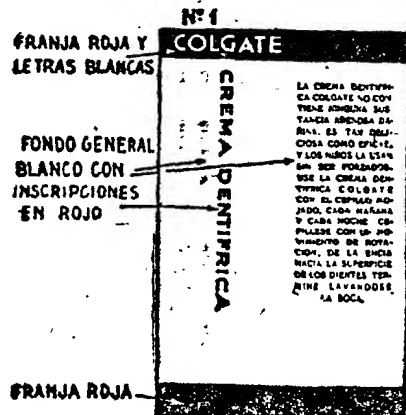 Nº 1
FRANJA ROJA Y
LETRAS BLANCAS
COLGATE
FONDO GENERAL
BLANCO CON
INSCRIPCIONES
EN ROJO
CREMA DENTIFRICA
LA CREMA DENTIFRI-
CA COLGATE NO CON
TIENE NINGUNA SUS
TANCIA ARENOSA DA-
ÑINA. ES TAN DELI-
CIOSA COMO EFICAZ,
Y LOS NIÑOS LA USAN
SIN SER FORZADOS.
USE LA CREMA DEN-
TIFRICA COLGATE
CON EL CEPILLO MO-
JADO, CADA MAÑANA
Y CADA NOCHE. CE-
PILLESE CON UN MO-
VIMIENTO DE ROTA-
CION, DE LA ENCIA
HACIA LA SUPERFICIE
DE LOS DIENTES. TER-
MINE LAVANDOSE
LA BOCA.
FRANJA ROJA